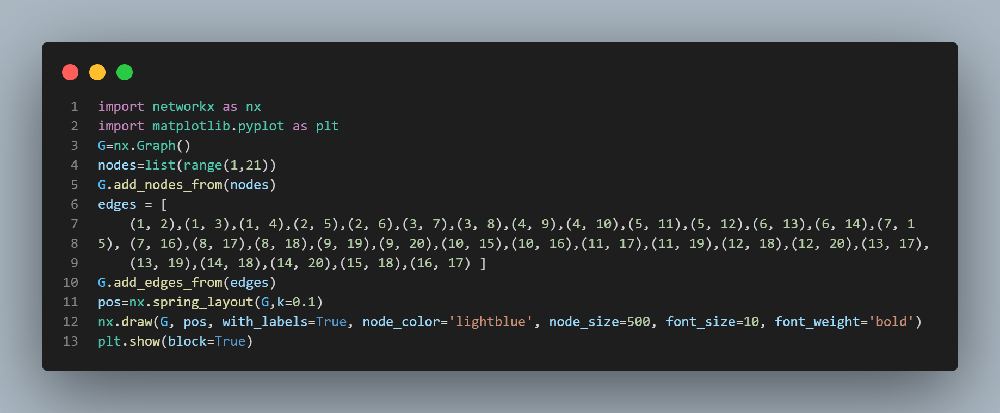 1 import networkx as nx
2 import matplotlib.pyplot as plt
3 G=nx.Graph()
4 nodes=list(range(1,21))
5 G.add_nodes_from(nodes)
6 edges = [
7     (1, 2),(1, 3),(1, 4),(2, 5),(2, 6),(3, 7),(3, 8),(4, 9),(4, 10),(5, 11),(5, 12),(6, 13),(6, 14),(7, 1
8 5), (7, 16),(8, 17),(8, 18),(9, 19),(9, 20),(10, 15),(10, 16),(11, 17),(11, 19),(12, 18),(12, 20),(13, 17),
9     (13, 19),(14, 18),(14, 20),(15, 18),(16, 17) ]
10 G.add_edges_from(edges)
11 pos=nx.spring_layout(G,k=0.1)
12 nx.draw(G, pos, with_labels=True, node_color='lightblue', node_size=500, font_size=10, font_weight='bold')
13 plt.show(block=True)